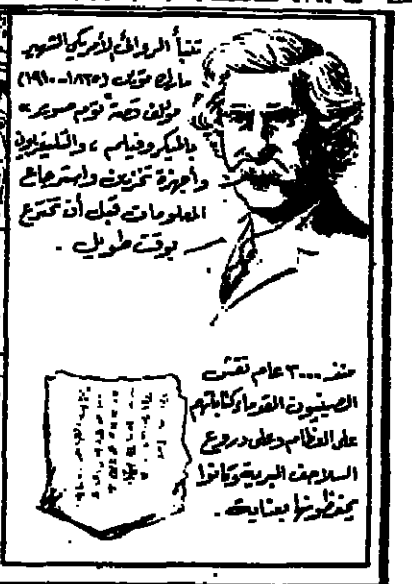 تنبأ الروائي الأمريكي الشهير
مارك توين (١٨٣٥-١٩١٠)
مؤلف قصة "توم سوير"
بالميكروفيلم ، والتليفزيون
وأجهزة تخزين واسترجاع
المعلومات قبل أن تخترع
بوقت طويل .
منذ ٣٠٠٠ عام نقش
الصينيون القدماء كتابتهم
على العظام وعلى دروع
السلاحف البرية وكانوا
يحفظونها بعناية .